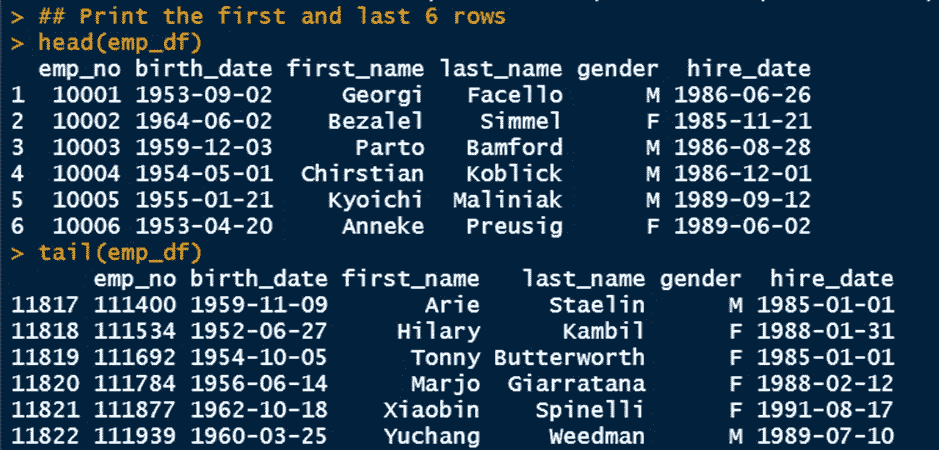 > ## Print the first and last 6 rows
> head(emp_df)
emp_no birth_date first_name last_name gender hire_date
1 10001 1953-09-02 Georgi Facello M 1986-06-26
2 10002 1964-06-02 Bezalel Simmel F 1985-11-21
3 10003 1959-12-03 Parto Bamford M 1986-08-28
4 10004 1954-05-01 Chirstian Koblick M 1986-12-01
5 10005 1955-01-21 Kyoichi Maliniak M 1989-09-12
6 10006 1953-04-20 Anneke Preusig F 1989-06-02
> tail(emp_df)
emp_no birth_date first_name last_name gender hire_date
11817 111400 1959-11-09 Arie Staelin M 1985-01-01
11818 111534 1952-06-27 Hilary Kambil F 1988-01-31
11819 111692 1954-10-05 Tonny Butterworth F 1985-01-01
11820 111784 1956-06-14 Marjo Giarratana F 1988-02-12
11821 111877 1962-10-18 Xiaobin Spinelli F 1991-08-17
11822 111939 1960-03-25 Yuchang Weedman M 1989-07-10